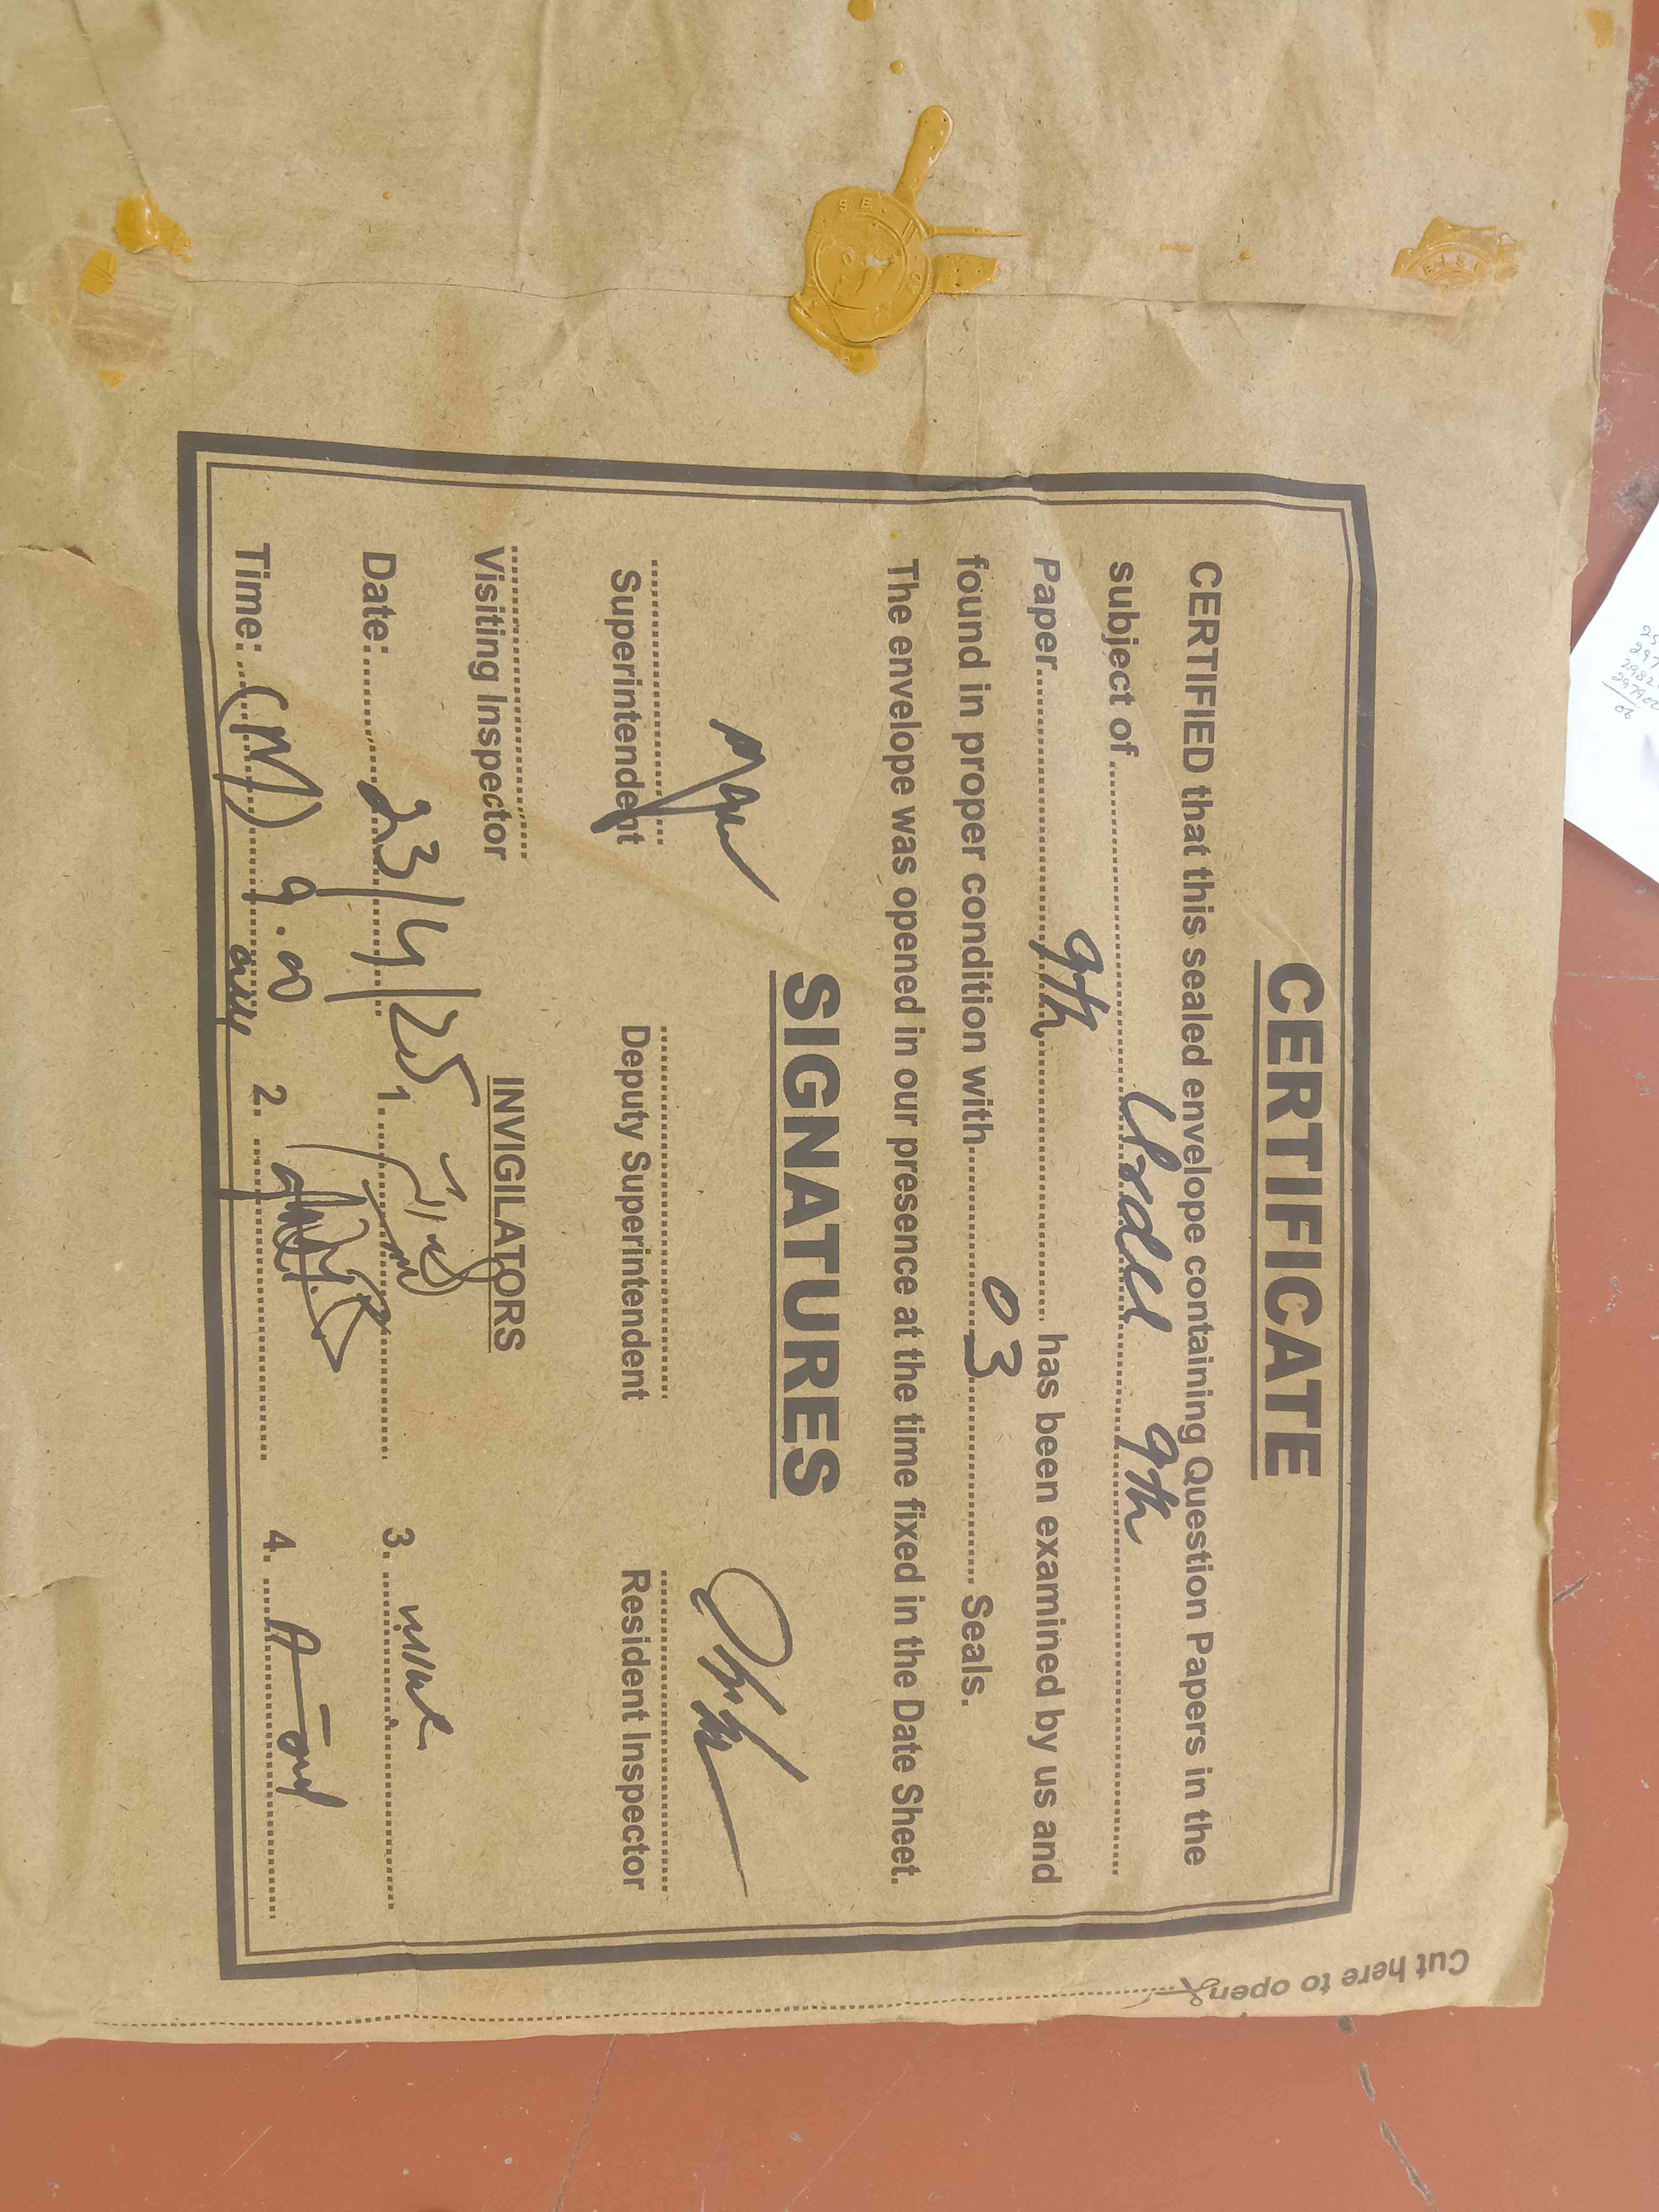 CERTIFICATE
CERTIFIED that this sealed envelope containing Question Papers in the
subject of .......... 9th ..........
Paper.......... 9th .......... has been examined by us and
found in proper condition with.......... 03 .......... Seals.
The envelope was opened in our presence at the time fixed in the Date Sheet.
SIGNATURES
Superintendent Deputy Superintendent Resident Inspector
Visiting Inspector
INVIGILATORS
Date:.......... 23/4/25 1. .......... 3. ..........
Time: .......... (M) 9.00 2. .......... 4. ..........
Cut here to open